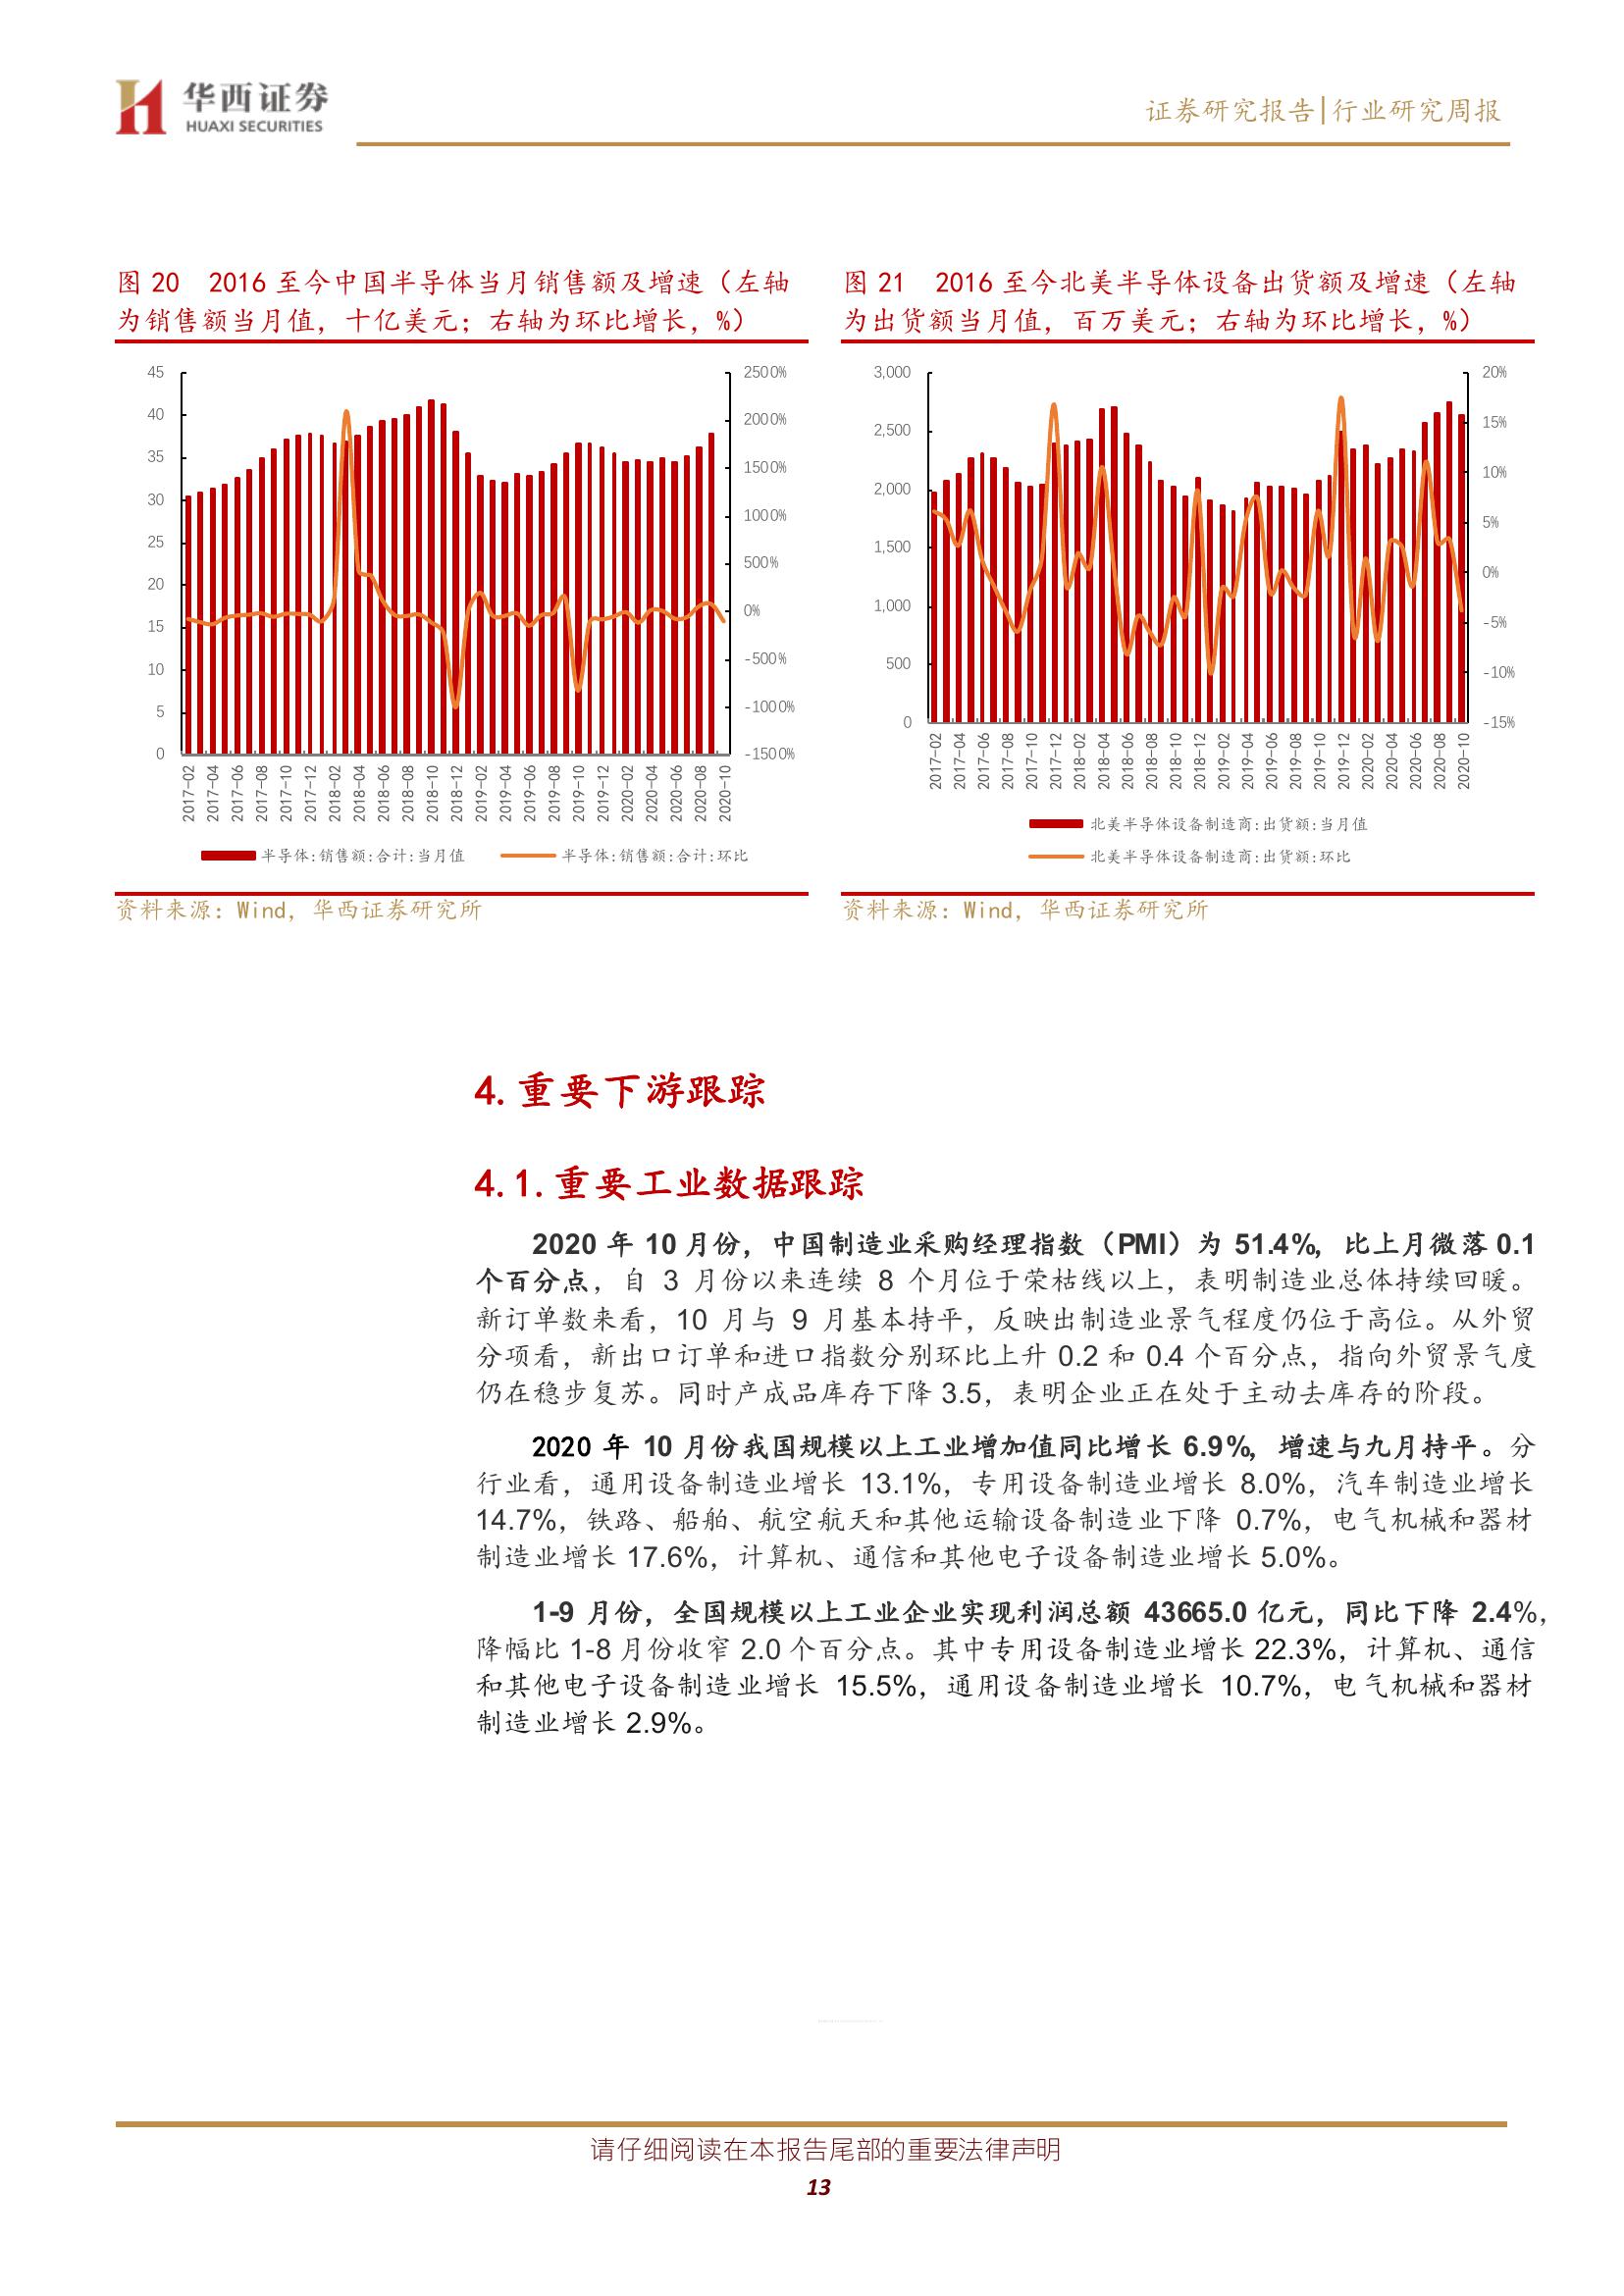 华西证券
HUAXI SECURITIES
证券研究报告|行业研究周报
图 20 2016 至今中国半导体当月销售额及增速（左轴
为销售额当月值，十亿美元；右轴为环比增长，%）
45
40
35
30
25
20
15
10
5
0
2500%
2000%
1500%
1000%
500%
0%
-500%
-1000%
-1500%
2017-02
2017-04
2017-06
2017-08
2017-10
2017-12
2018-02
2018-04
2018-06
2018-08
2018-10
2018-12
2019-02
2019-04
2019-06
2019-08
2019-10
2019-12
2020-02
2020-04
2020-06
2020-08
2020-10
半导体:销售额:合计:当月值
半导体:销售额:合计:环比
资料来源：Wind，华西证券研究所
图 21 2016 至今北美半导体设备出货额及增速（左轴
为出货额当月值，百万美元；右轴为环比增长，%）
3,000
2,500
2,000
1,500
1,000
500
0
20%
15%
10%
5%
0%
-5%
-10%
-15%
2017-02
2017-04
2017-06
2017-08
2017-10
2017-12
2018-02
2018-04
2018-06
2018-08
2018-10
2018-12
2019-02
2019-04
2019-06
2019-08
2019-10
2019-12
2020-02
2020-04
2020-06
2020-08
2020-10
北美半导体设备制造商:出货额:当月值
北美半导体设备制造商:出货额:环比
资料来源：Wind，华西证券研究所
4.重要下游跟踪
4.1.重要工业数据跟踪
2020 年 10 月份，中国制造业采购经理指数（PMI）为 51.4%，比上月微落 0.1
个百分点，自 3 月份以来连续 8 个月位于荣枯线以上，表明制造业总体持续回暖。
新订单数来看，10 月与 9 月基本持平，反映出制造业景气程度仍位于高位。从外贸
分项看，新出口订单和进口指数分别环比上升 0.2 和 0.4 个百分点，指向外贸景气度
仍在稳步复苏。同时产成品库存下降 3.5，表明企业正在处于主动去库存的阶段。
2020 年 10 月份我国规模以上工业增加值同比增长 6.9%，增速与九月持平。分
行业看，通用设备制造业增长 13.1%，专用设备制造业增长 8.0%，汽车制造业增长
14.7%，铁路、船舶、航空航天和其他运输设备制造业下降 0.7%，电气机械和器材
制造业增长 17.6%，计算机、通信和其他电子设备制造业增长 5.0%。
1-9 月份，全国规模以上工业企业实现利润总额 43665.0 亿元，同比下降 2.4%，
降幅比 1-8 月份收窄 2.0 个百分点。其中专用设备制造业增长 22.3%，计算机、通信
和其他电子设备制造业增长 15.5%，通用设备制造业增长 10.7%，电气机械和器材
制造业增长 2.9%。
请仔细阅读在本报告尾部的重要法律声明
13